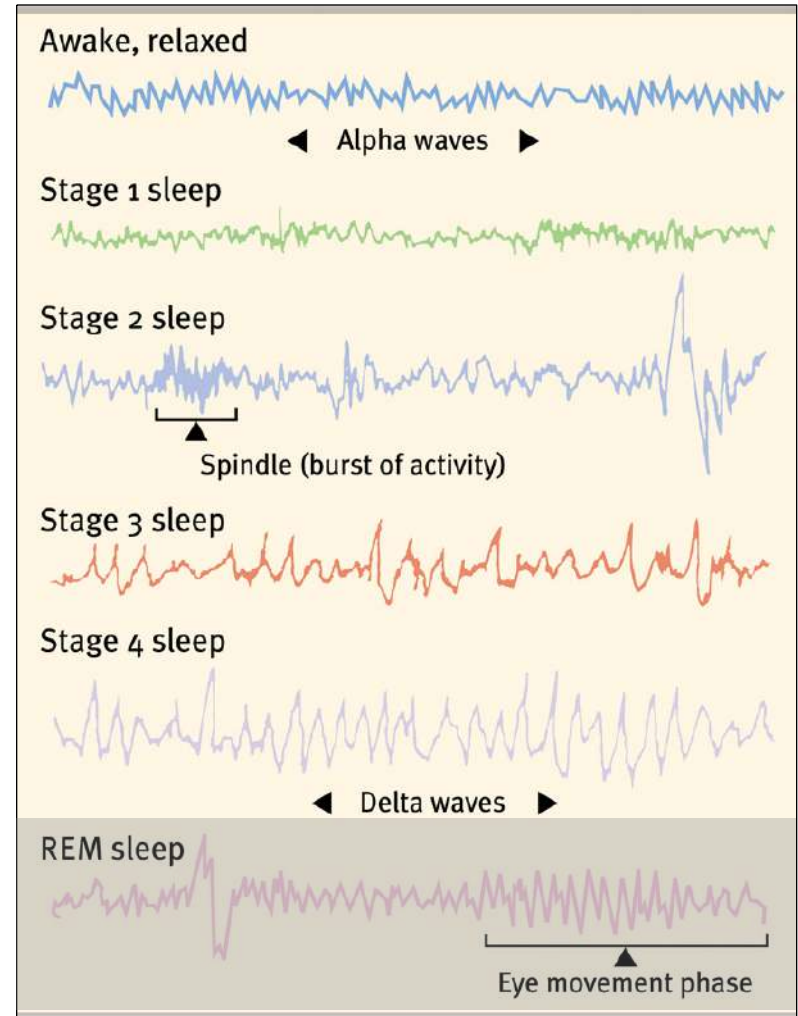 Awake, relaxed
Alpha waves
Stage 1 sleep
Stage 2 sleep
Spindle (burst of activity)
Stage 3 sleep
Stage 4 sleep
Delta waves
REM sleep
Eye movement phase